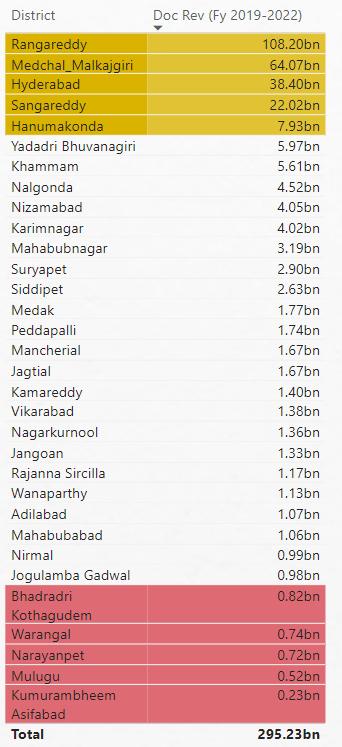 District Doc Rev (Fy 2019-2022)
Rangareddy 108.20bn
Medchal_Malkajgiri 64.07bn
Hyderabad 38.40bn
Sangareddy 22.02bn
Hanumakonda 7.93bn
Yadadri Bhuvanagiri 5.97bn
Khammam 5.61bn
Nalgonda 4.52bn
Nizamabad 4.05bn
Karimnagar 4.02bn
Mahabubnagar 3.19bn
Suryapet 2.90bn
Siddipet 2.63bn
Medak 1.77bn
Peddapalli 1.74bn
Mancherial 1.67bn
Jagtial 1.67bn
Kamareddy 1.40bn
Vikarabad 1.38bn
Nagarkurnool 1.36bn
Jangoan 1.33bn
Rajanna Sircilla 1.17bn
Wanaparthy 1.13bn
Adilabad 1.07bn
Mahabubabad 1.06bn
Nirmal 0.99bn
Jogulamba Gadwal 0.98bn
Bhadradri 0.82bn
Kothagudem
Warangal 0.74bn
Narayanpet 0.72bn
Mulugu 0.52bn
Kumurambheem 0.23bn
Asifabad
Total 295.23bn